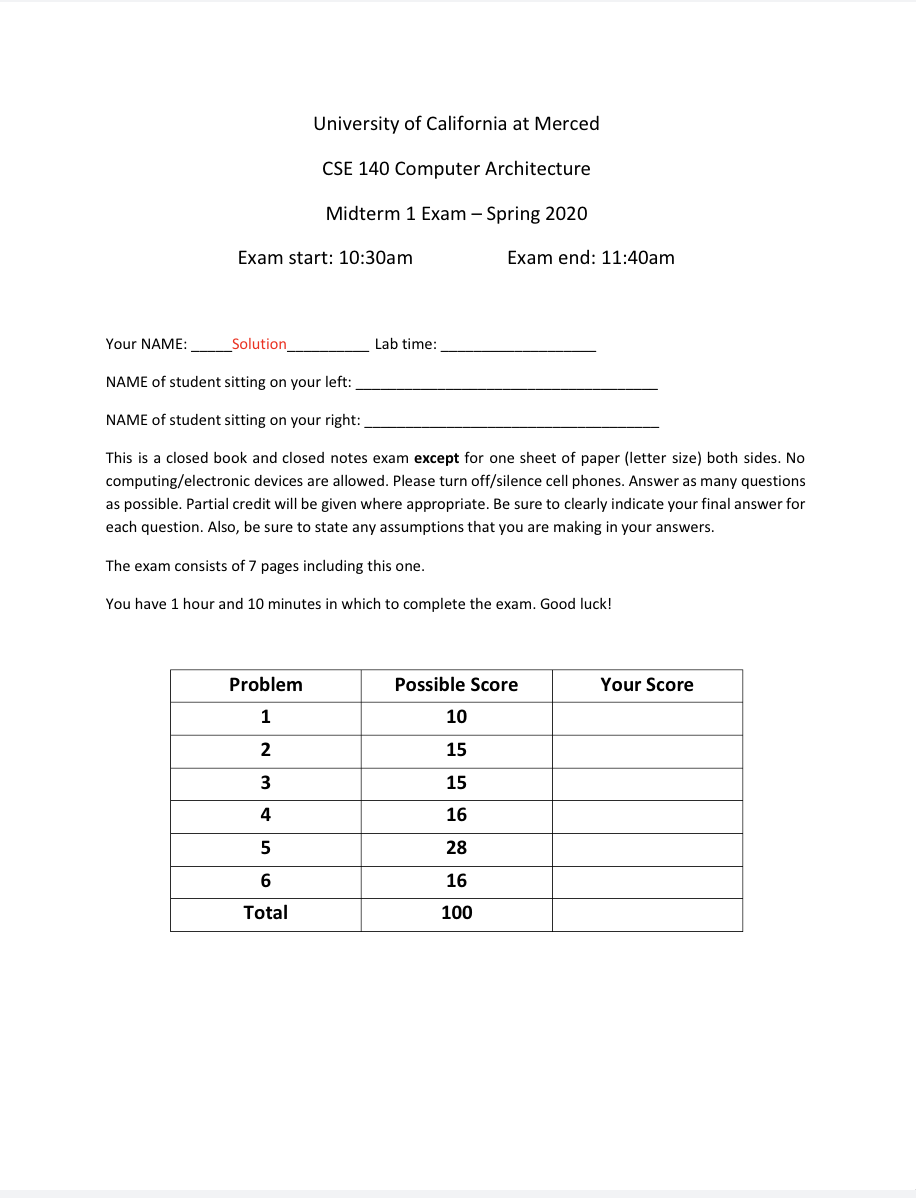 University of California at Merced
CSE 140 Computer Architecture
Midterm 1 Exam – Spring 2020
Exam start: 10:30am Exam end: 11:40am
Your NAME: _____Solution__________ Lab time: ___________________
NAME of student sitting on your left: _____________________________________
NAME of student sitting on your right: ____________________________________
This is a closed book and closed notes exam except for one sheet of paper (letter size) both sides. No
computing/electronic devices are allowed. Please turn off/silence cell phones. Answer as many questions
as possible. Partial credit will be given where appropriate. Be sure to clearly indicate your final answer for
each question. Also, be sure to state any assumptions that you are making in your answers.
The exam consists of 7 pages including this one.
You have 1 hour and 10 minutes in which to complete the exam. Good luck!
Problem Possible Score Your Score
1 10
2 15
3 15
4 16
5 28
6 16
Total 100